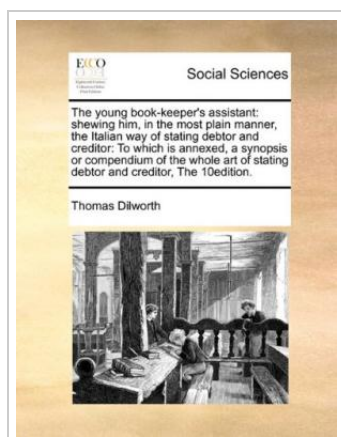 ECCO
Social Sciences
The young book-keeper's assistant:
shewing him, in the most plain manner,
the Italian way of stating debtor and
creditor: To which is annexed, a synopsis
or compendium of the whole art of stating
debtor and creditor, The 10edition.
Thomas Dilworth